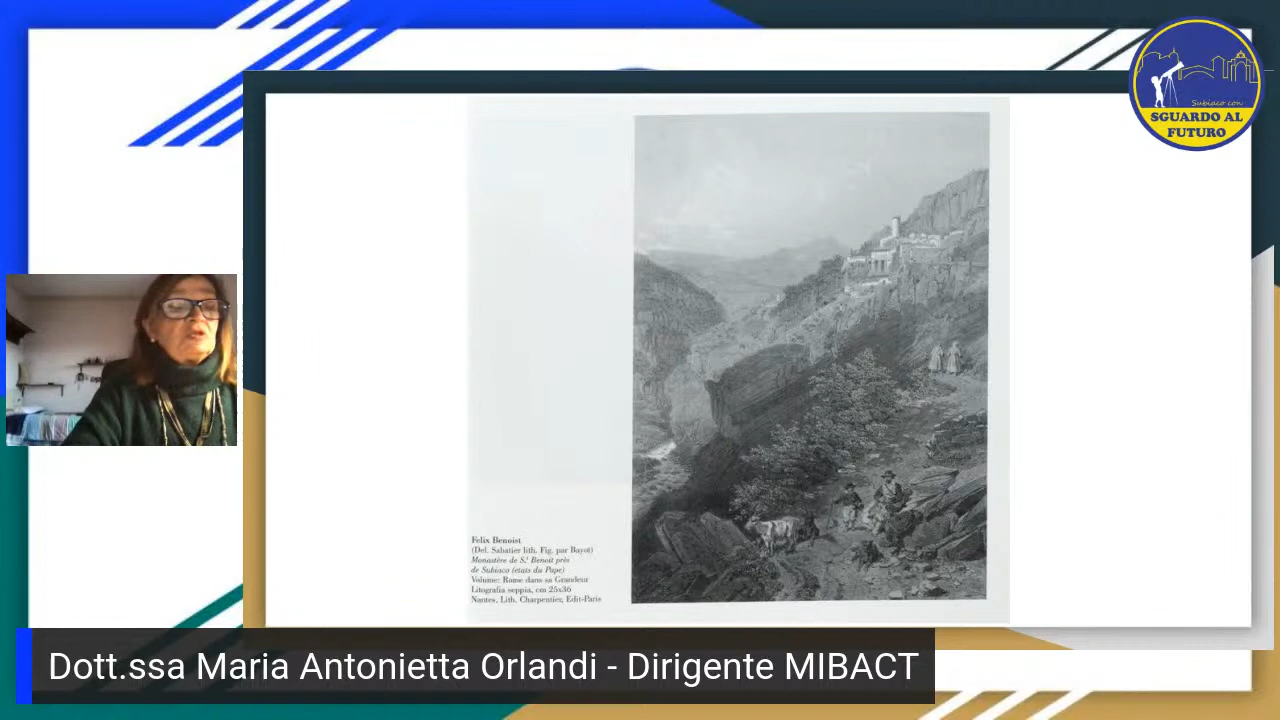 Subiaco con
SGUARDO AL
FUTURO
Felix Benoist
(Del. Sabatier lith. Fig. par Bayot)
Monastère de S.t Benoit près
de Subiaco (etats du Pape)
Volume: Rome dans sa Grandeur
Litografia seppia, cm 25x36
Nantes, Lith. Charpentier, Edit-Paris
Dott.ssa Maria Antonietta Orlandi - Dirigente MIBACT